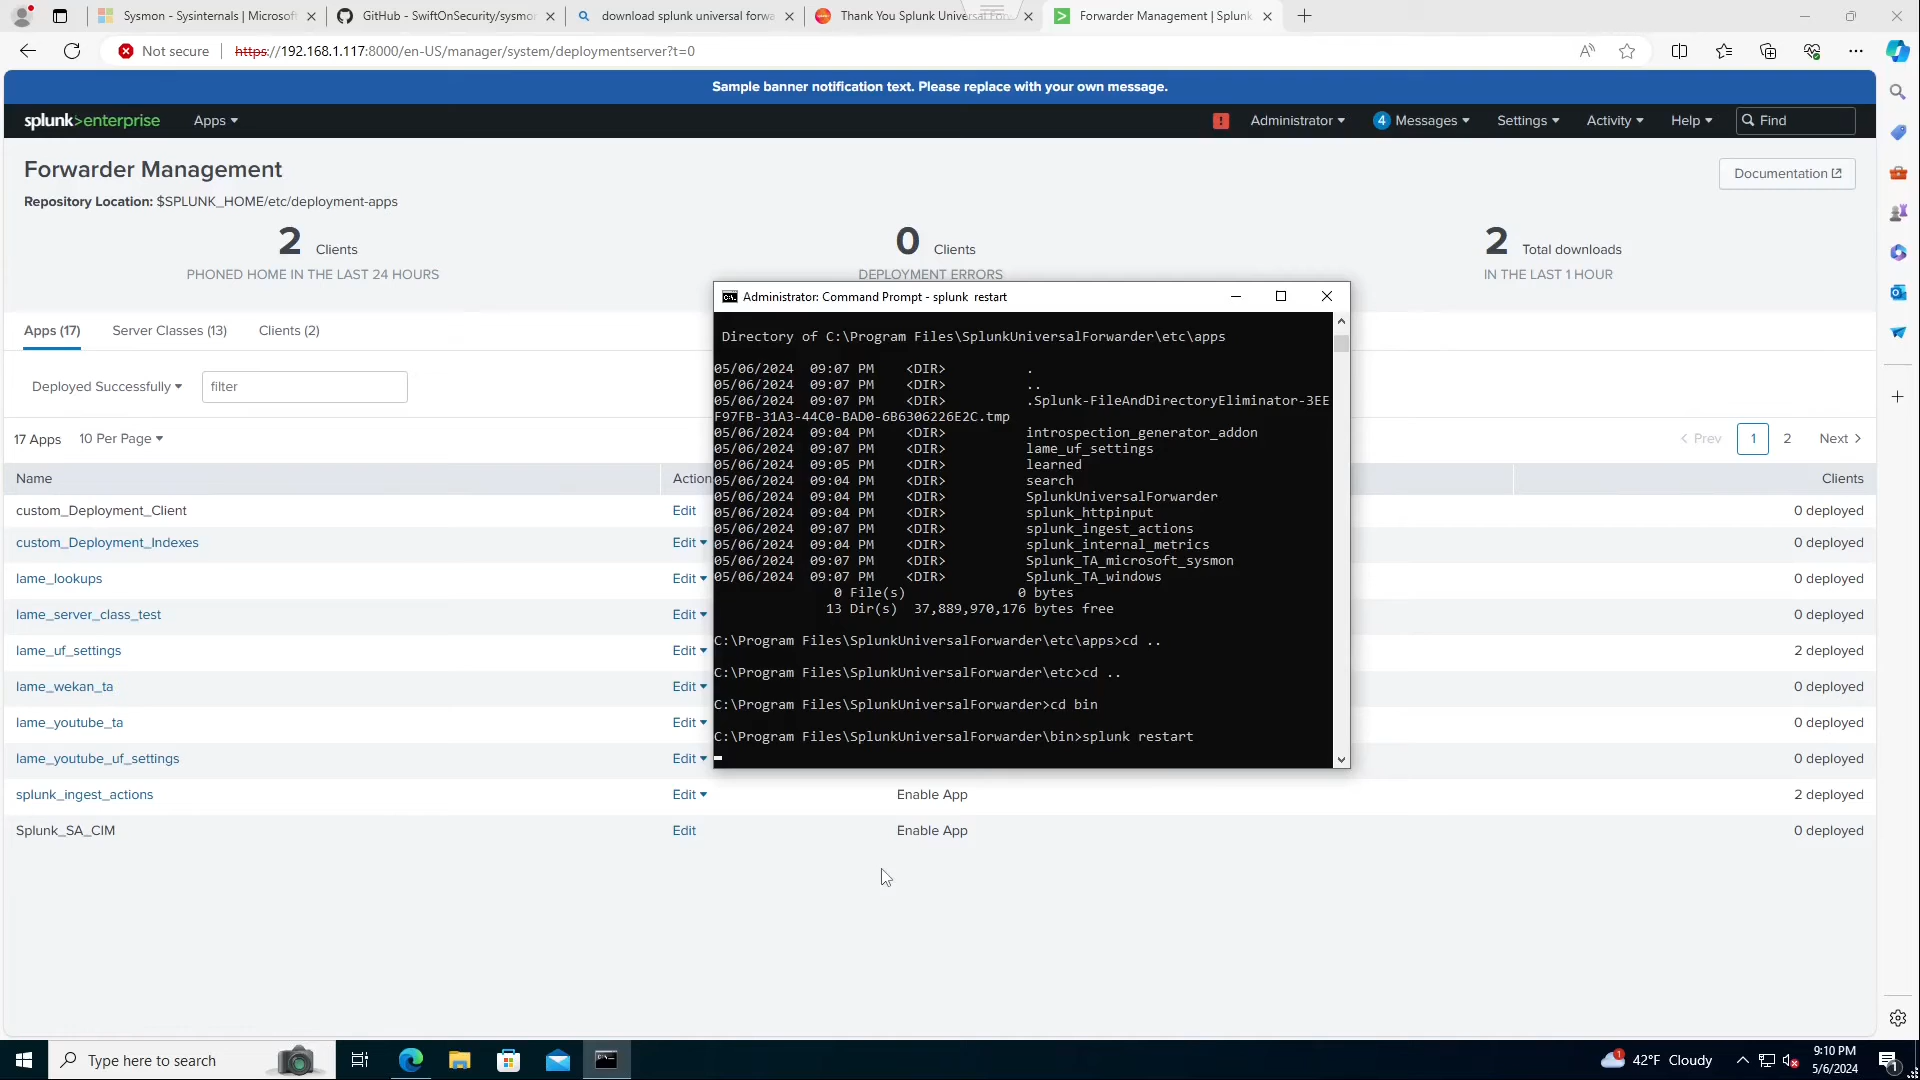 Sysmon - Sysinternals | Microsof
GitHub - SwiftOnSecurity/sysmor
download splunk universal forwa
Thank You Splunk Universal For
Forwarder Management | Splunk
Not secure
https://192.168.1.117:8000/en-US/manager/system/deploymentserver?t=0
Sample banner notification text. Please replace with your own message.
splunk>enterprise
Apps
!
Administrator
4 Messages
Settings
Activity
Help
Find
Forwarder Management
Documentation
Repository Location: $SPLUNK_HOME/etc/deployment-apps
2 Clients
PHONED HOME IN THE LAST 24 HOURS
0 Clients
DEPLOYMENT ERRORS
2 Total downloads
IN THE LAST 1 HOUR
Apps (17)
Server Classes (13)
Clients (2)
Deployed Successfully
filter
17 Apps
10 Per Page
< Prev
1
2
Next >
Name
Action
Clients
custom_Deployment_Client
Edit
0 deployed
custom_Deployment_Indexes
Edit
0 deployed
lame_lookups
Edit
0 deployed
lame_server_class_test
Edit
0 deployed
lame_uf_settings
Edit
2 deployed
lame_wekan_ta
Edit
0 deployed
lame_youtube_ta
Edit
0 deployed
lame_youtube_uf_settings
Edit
0 deployed
splunk_ingest_actions
Edit
Enable App
2 deployed
Splunk_SA_CIM
Edit
Enable App
0 deployed
Administrator: Command Prompt - splunk restart
Directory of C:\Program Files\SplunkUniversalForwarder\etc\apps
05/06/2024 09:07 PM <DIR> .
05/06/2024 09:07 PM <DIR> ..
05/06/2024 09:07 PM <DIR> .Splunk-FileAndDirectoryEliminator-3EE
F97FB-31A3-44C0-BAD0-6B6306226E2C.tmp
05/06/2024 09:04 PM <DIR> introspection_generator_addon
05/06/2024 09:07 PM <DIR> lame_uf_settings
05/06/2024 09:05 PM <DIR> learned
05/06/2024 09:04 PM <DIR> search
05/06/2024 09:04 PM <DIR> SplunkUniversalForwarder
05/06/2024 09:04 PM <DIR> splunk_httpinput
05/06/2024 09:07 PM <DIR> splunk_ingest_actions
05/06/2024 09:04 PM <DIR> splunk_internal_metrics
05/06/2024 09:07 PM <DIR> Splunk_TA_microsoft_sysmon
05/06/2024 09:07 PM <DIR> Splunk_TA_windows
0 File(s) 0 bytes
13 Dir(s) 37,889,970,176 bytes free
C:\Program Files\SplunkUniversalForwarder\etc\apps>cd ..
C:\Program Files\SplunkUniversalForwarder\etc>cd ..
C:\Program Files\SplunkUniversalForwarder>cd bin
C:\Program Files\SplunkUniversalForwarder\bin>splunk restart
Type here to search
1
42°F Cloudy
9:10 PM
5/6/2024
1